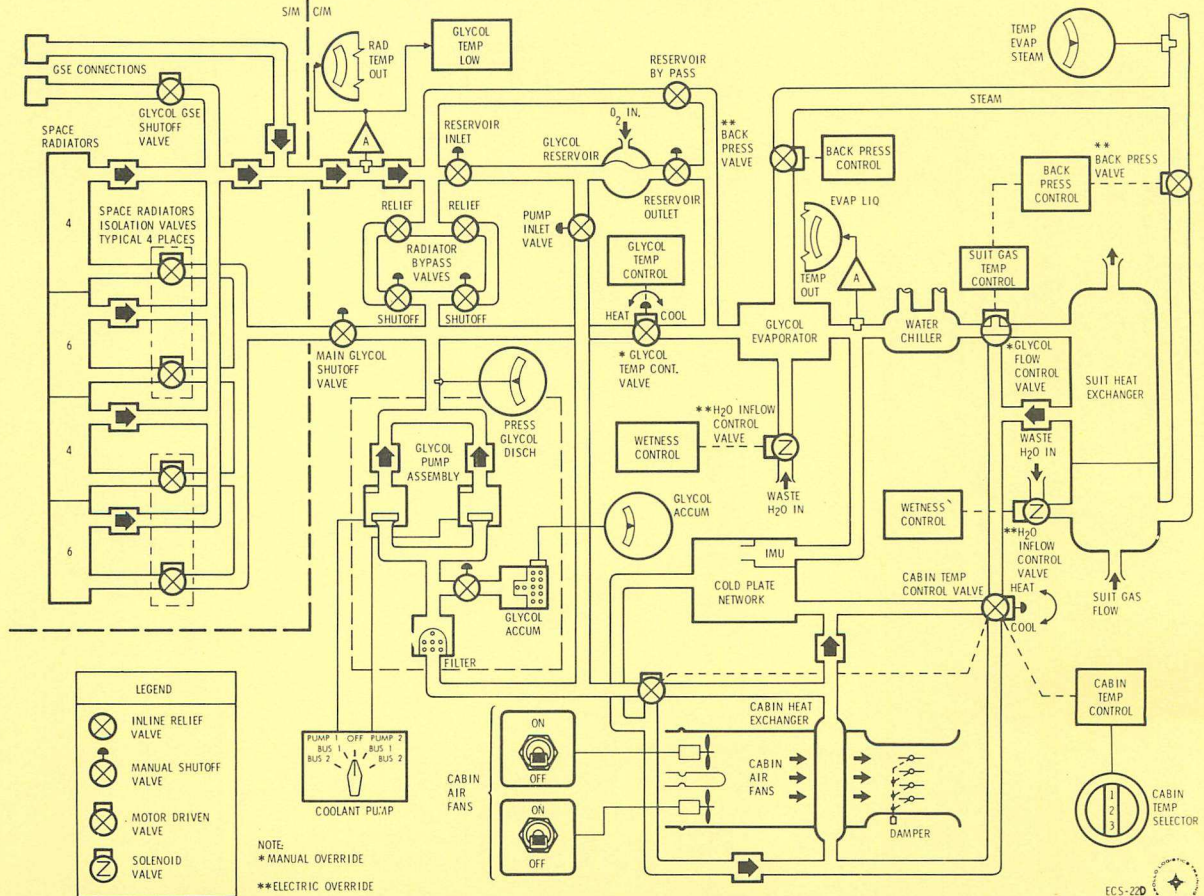 S/M
C/M
GSE CONNECTIONS
GLYCOL GSE
SHUTOFF
VALVE
RAD
TEMP
OUT
GLYCOL
TEMP
LOW
A
RESERVOIR
BY PASS
RESERVOIR
INLET
GLYCOL
RESERVOIR
O2 IN.
RESERVOIR
OUTLET
**
BACK
PRESS
VALVE
BACK PRESS
CONTROL
STEAM
TEMP
EVAP
STEAM
BACK
PRESS
CONTROL
**
BACK PRESS
VALVE
SPACE
RADIATORS
4
6
4
6
SPACE RADIATORS
ISOLATION VALVES
TYPICAL 4 PLACES
RELIEF
RELIEF
RADIATOR
BYPASS
VALVES
SHUTOFF
SHUTOFF
PUMP
INLET
VALVE
GLYCOL
TEMP
CONTROL
HEAT
COOL
* GLYCOL
TEMP CONT.
VALVE
EVAP LIQ
TEMP
OUT
A
SUIT GAS
TEMP
CONTROL
MAIN GLYCOL
SHUTOFF
VALVE
GLYCOL
EVAPORATOR
WATER
CHILLER
*GLYCOL
FLOW
CONTROL
VALVE
SUIT HEAT
EXCHANGER
PRESS
GLYCOL
DISCH
GLYCOL
PUMP
ASSEMBLY
WETNESS
CONTROL
**H2O INFLOW
CONTROL
VALVE
Z
WASTE
H2O IN
WASTE
H2O IN
WETNESS
CONTROL
Z
**H2O
INFLOW
CONTROL
VALVE
GLYCOL
ACCUM
GLYCOL
ACCUM
FILTER
IMU
COLD PLATE
NETWORK
CABIN TEMP
CONTROL VALVE
HEAT
COOL
SUIT GAS
FLOW
LEGEND
INLINE RELIEF
VALVE
MANUAL SHUTOFF
VALVE
MOTOR DRIVEN
VALVE
Z
SOLENOID
VALVE
NOTE:
* MANUAL OVERRIDE
**ELECTRIC OVERRIDE
PUMP 1 OFF PUMP 2
BUS 1 BUS 1
BUS 2 BUS 2
COOLANT PUMP
CABIN
AIR
FANS
ON
OFF
ON
OFF
CABIN HEAT
EXCHANGER
CABIN
AIR
FANS
DAMPER
CABIN
TEMP
CONTROL
1
2
3
CABIN
TEMP
SELECTOR
ECS-22D